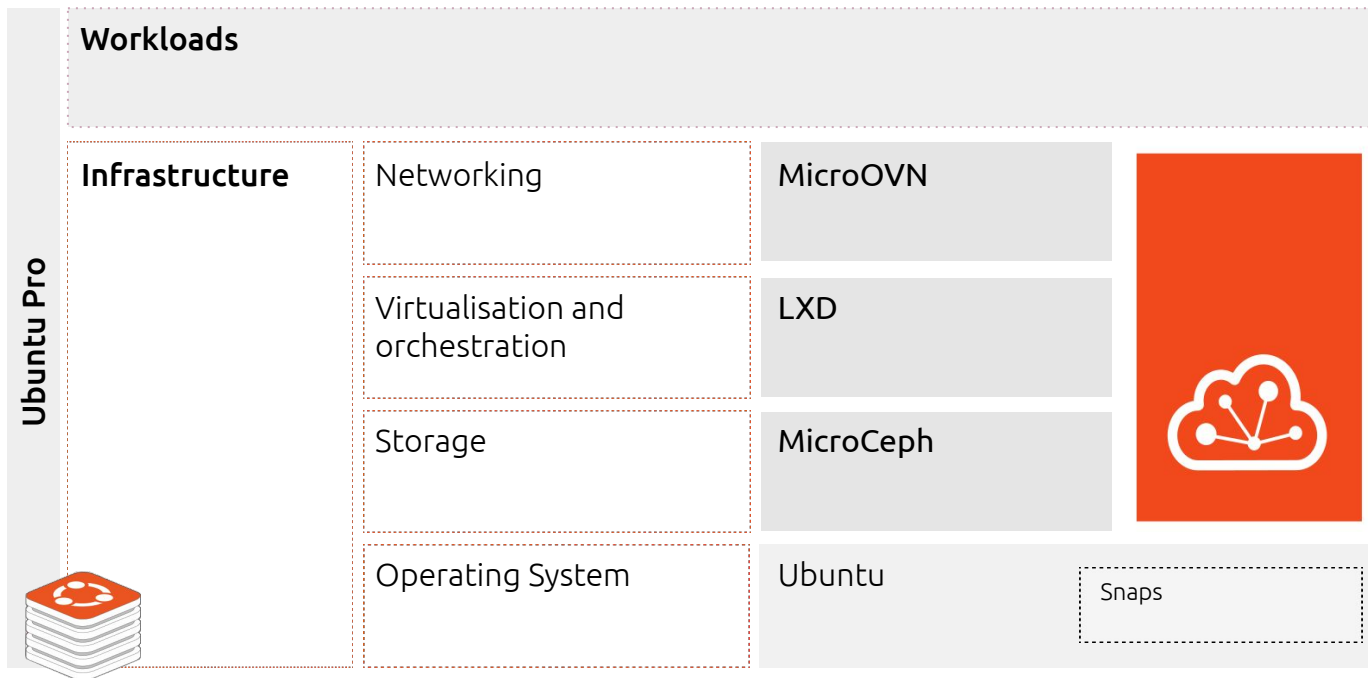 Workloads
Ubuntu Pro
Infrastructure
Networking
MicroOVN
Virtualisation and
orchestration
LXD
Storage
MicroCeph
Operating System
Ubuntu
Snaps